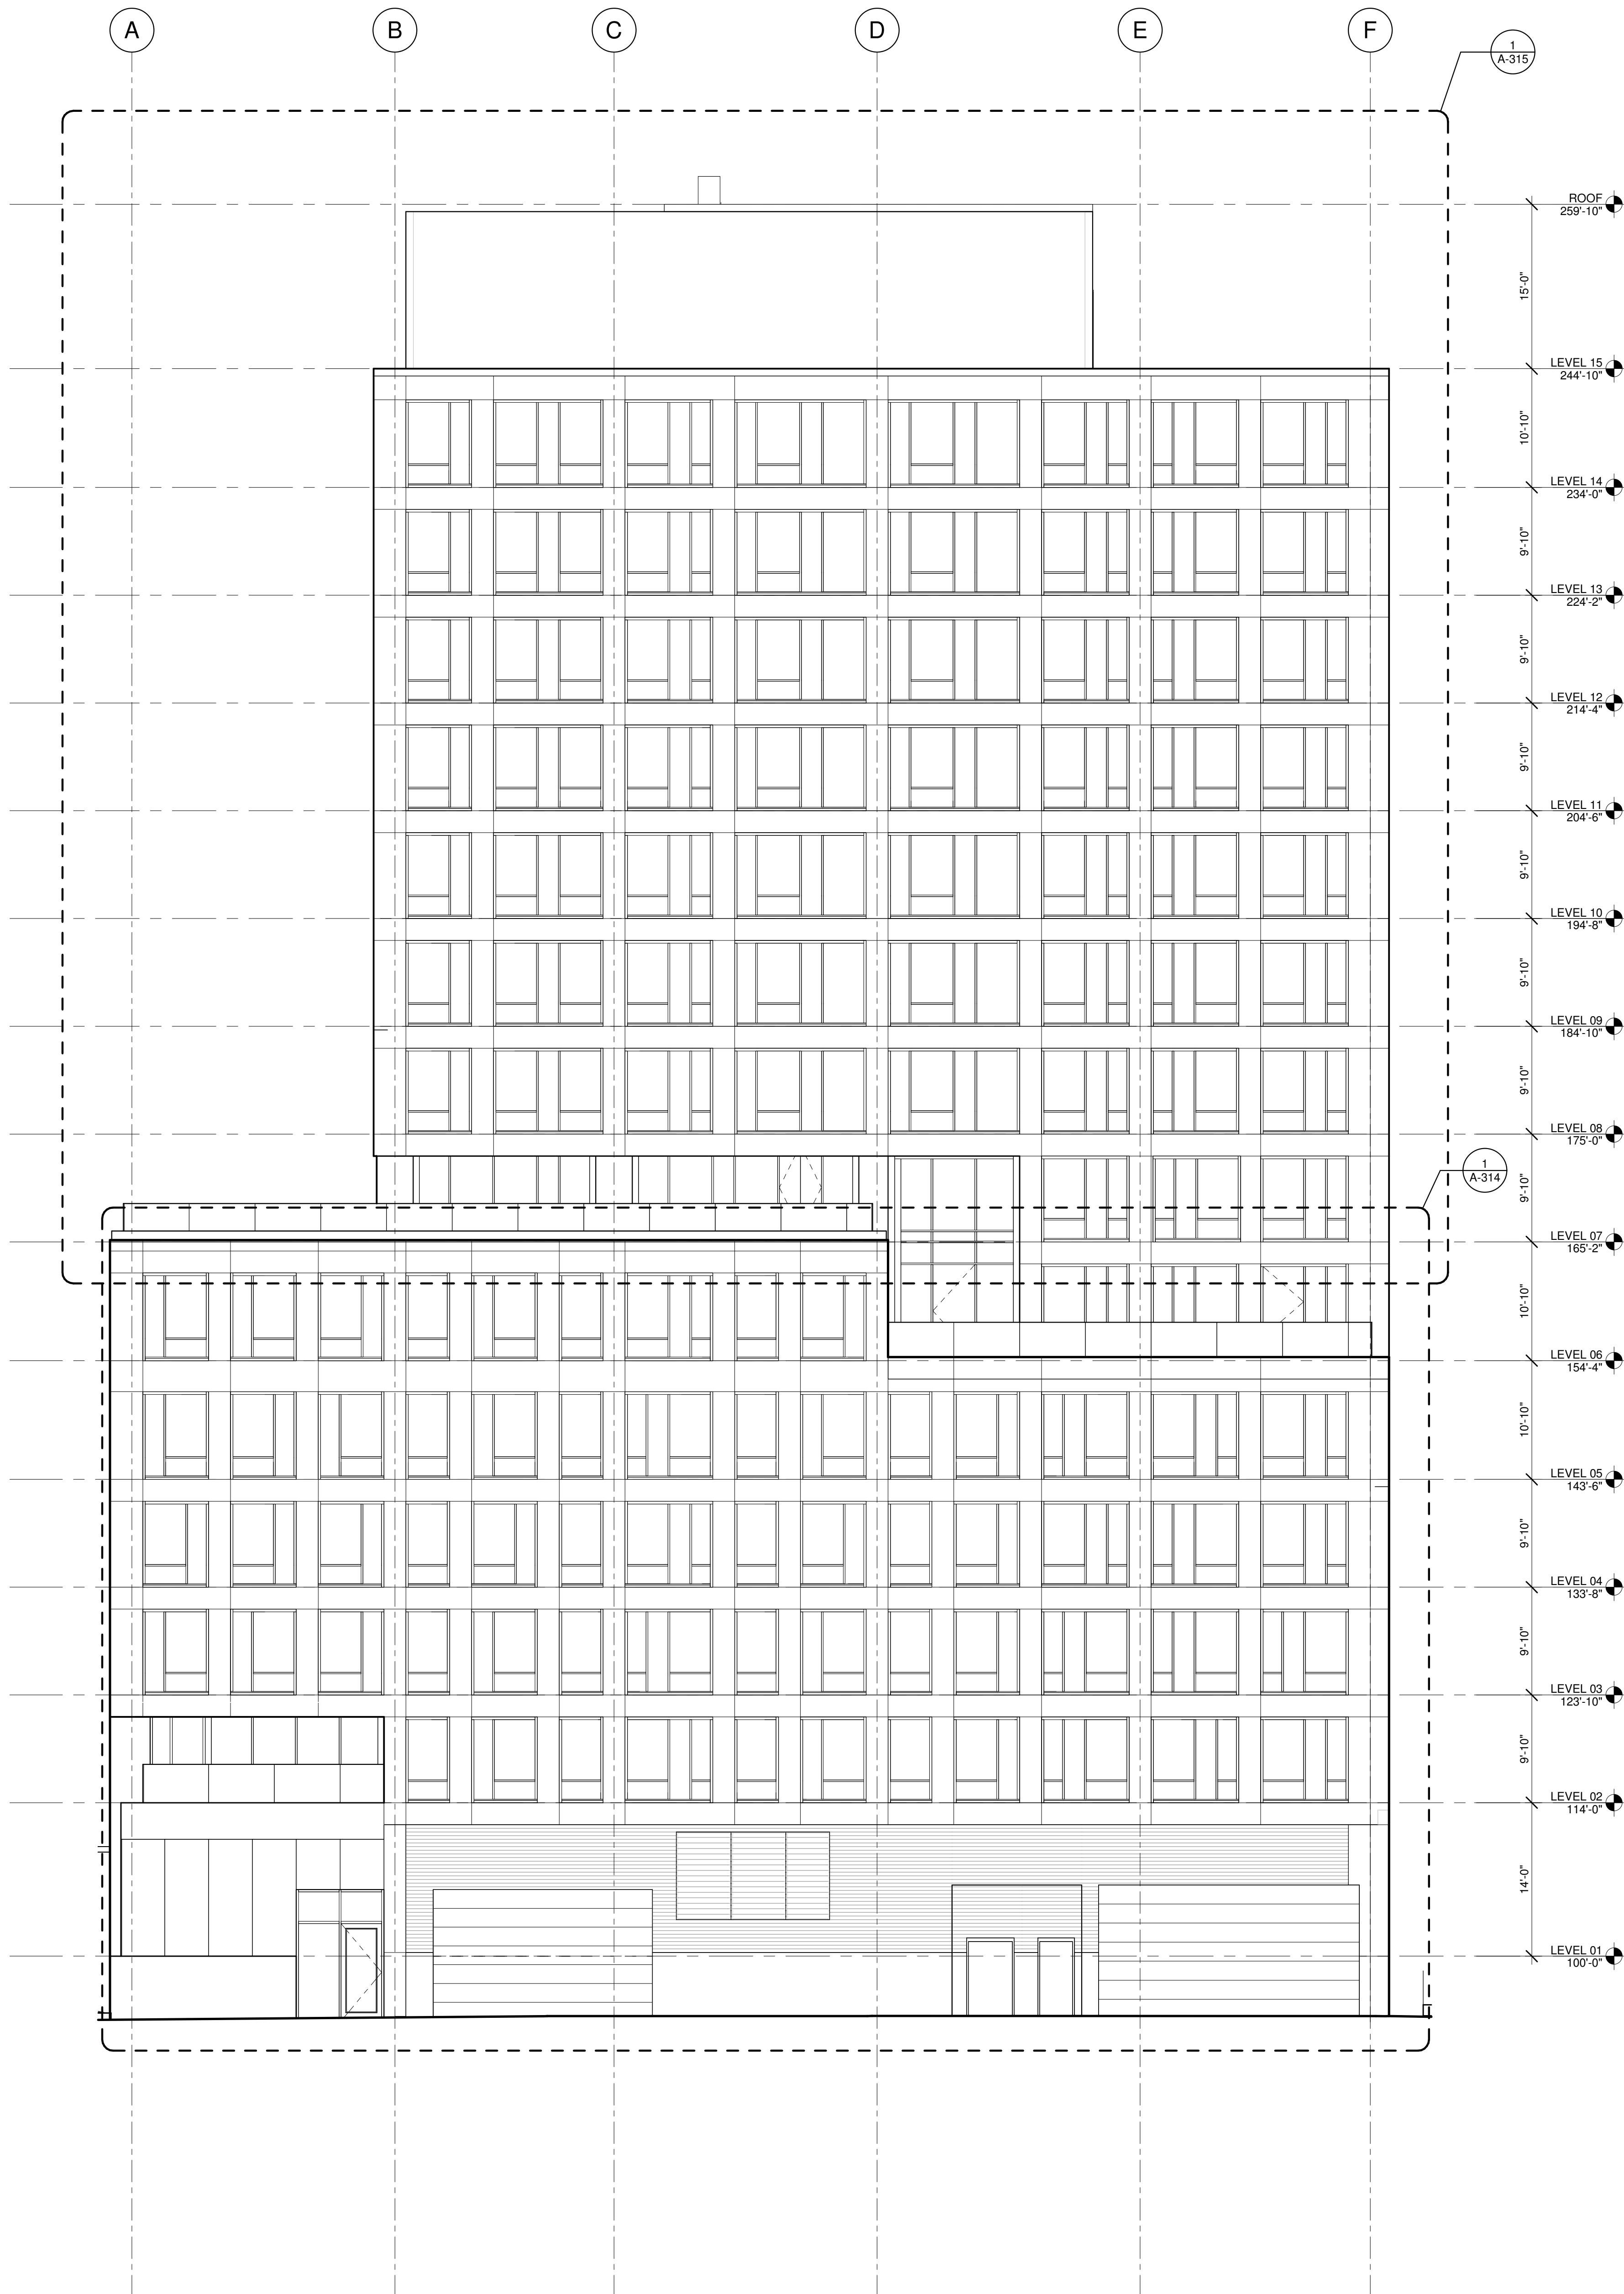 A B C D E F
1
A-315
ROOF
259'-10"
15'-0"
LEVEL 15
244'-10"
10'-10"
LEVEL 14
234'-0"
9'-10"
LEVEL 13
224'-2"
9'-10"
LEVEL 12
214'-4"
9'-10"
LEVEL 11
204'-6"
9'-10"
LEVEL 10
194'-8"
9'-10"
LEVEL 09
184'-10"
9'-10"
LEVEL 08
175'-0"
1
A-314
9'-10"
LEVEL 07
165'-2"
10'-10"
LEVEL 06
154'-4"
10'-10"
LEVEL 05
143'-6"
9'-10"
LEVEL 04
133'-8"
9'-10"
LEVEL 03
123'-10"
9'-10"
LEVEL 02
114'-0"
14'-0"
LEVEL 01
100'-0"